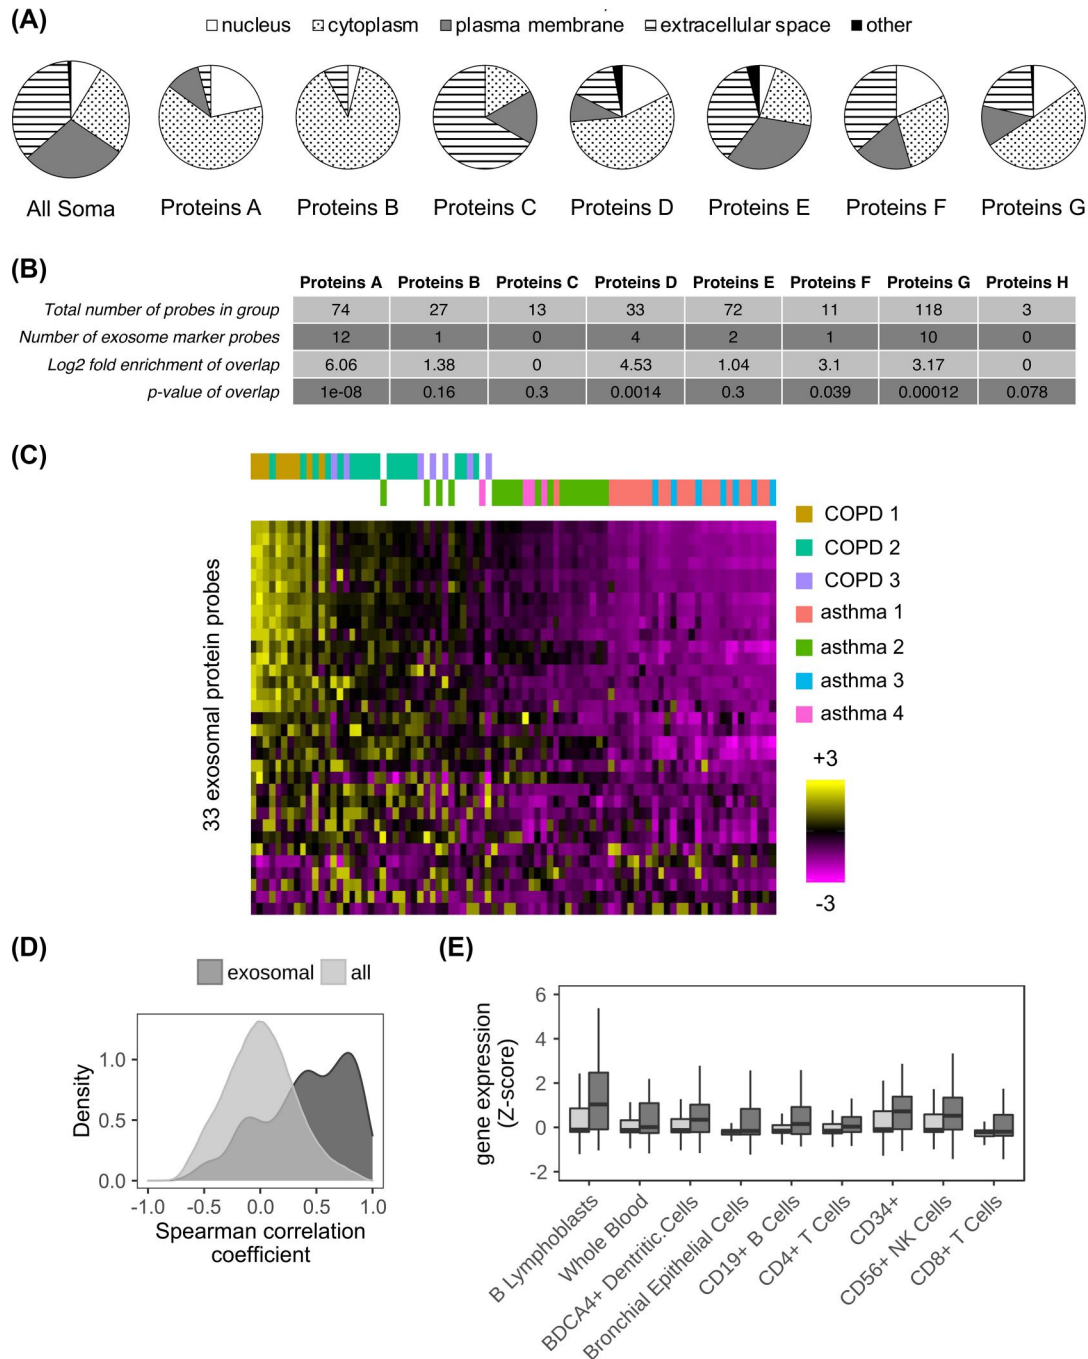 (A)
nucleus cytoplasm plasma membrane extracellular space other
All Soma Proteins A Proteins B Proteins C Proteins D Proteins E Proteins F Proteins G
(B)
Proteins A Proteins B Proteins C Proteins D Proteins E Proteins F Proteins G Proteins H
Total number of probes in group 74 27 13 33 72 11 118 3
Number of exosome marker probes 12 1 0 4 2 1 10 0
Log2 fold enrichment of overlap 6.06 1.38 0 4.53 1.04 3.1 3.17 0
p-value of overlap 1e-08 0.16 0.3 0.0014 0.3 0.039 0.00012 0.078
(C)
33 exosomal protein probes
COPD 1
COPD 2
COPD 3
asthma 1
asthma 2
asthma 3
asthma 4
+3
-3
(D)
exosomal all
Density
1.0
0.5
0.0
-1.0 -0.5 0.0 0.5 1.0
Spearman correlation
coefficient
(E)
gene expression
(Z-score)
6
4
2
0
-2
B Lymphoblasts
Whole Blood
BDCA4+ Dentritic.Cells
Bronchial Epithelial Cells
CD19+ B Cells
CD4+ T Cells
CD34+
CD56+ NK Cells
CD8+ T Cells